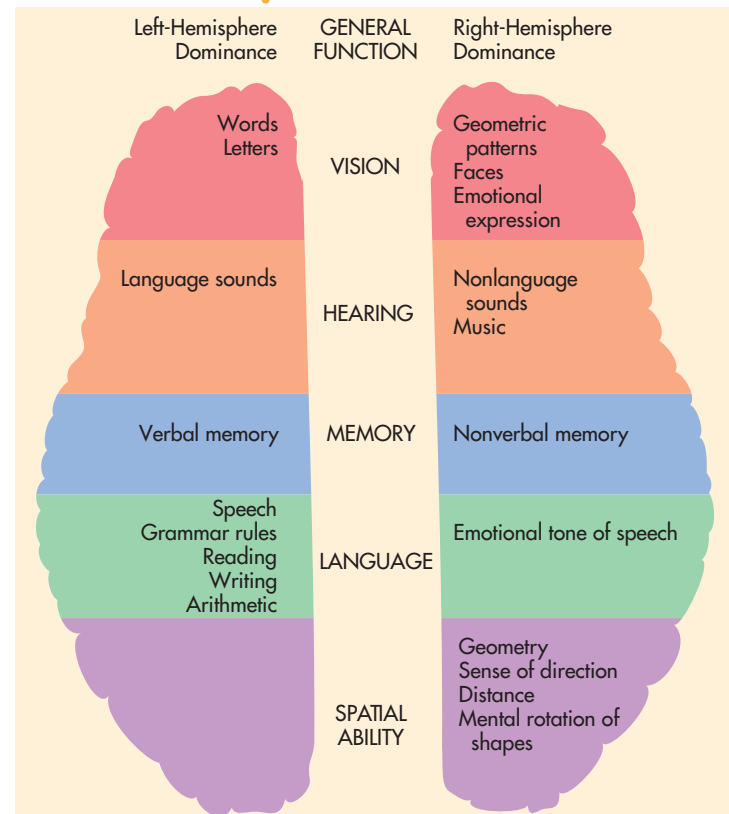 Left-Hemisphere
Dominance
GENERAL
FUNCTION
Right-Hemisphere
Dominance
Words
Letters
VISION
Geometric
patterns
Faces
Emotional
expression
Language sounds
HEARING
Nonlanguage
sounds
Music
Verbal memory
MEMORY
Nonverbal memory
Speech
Grammar rules
Reading
Writing
Arithmetic
LANGUAGE
Emotional tone of speech
SPATIAL
ABILITY
Geometry
Sense of direction
Distance
Mental rotation of
shapes